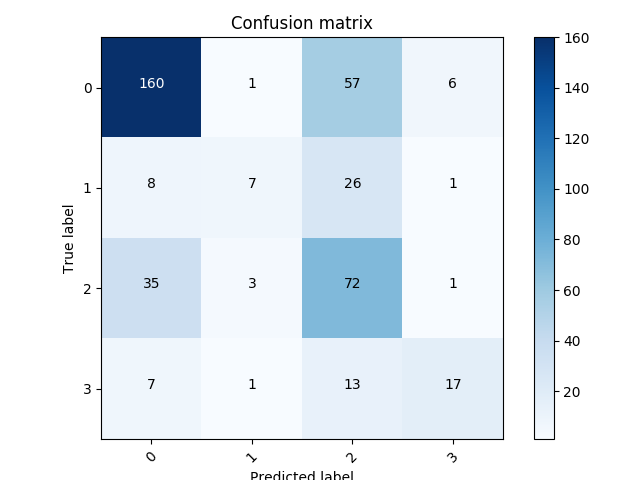 Confusion matrix
0 160 1 57 6
1 8 7 26 1
2 35 3 72 1
3 7 1 13 17
0 1 2 3
True label
Predicted label
160
140
120
100
80
60
40
20